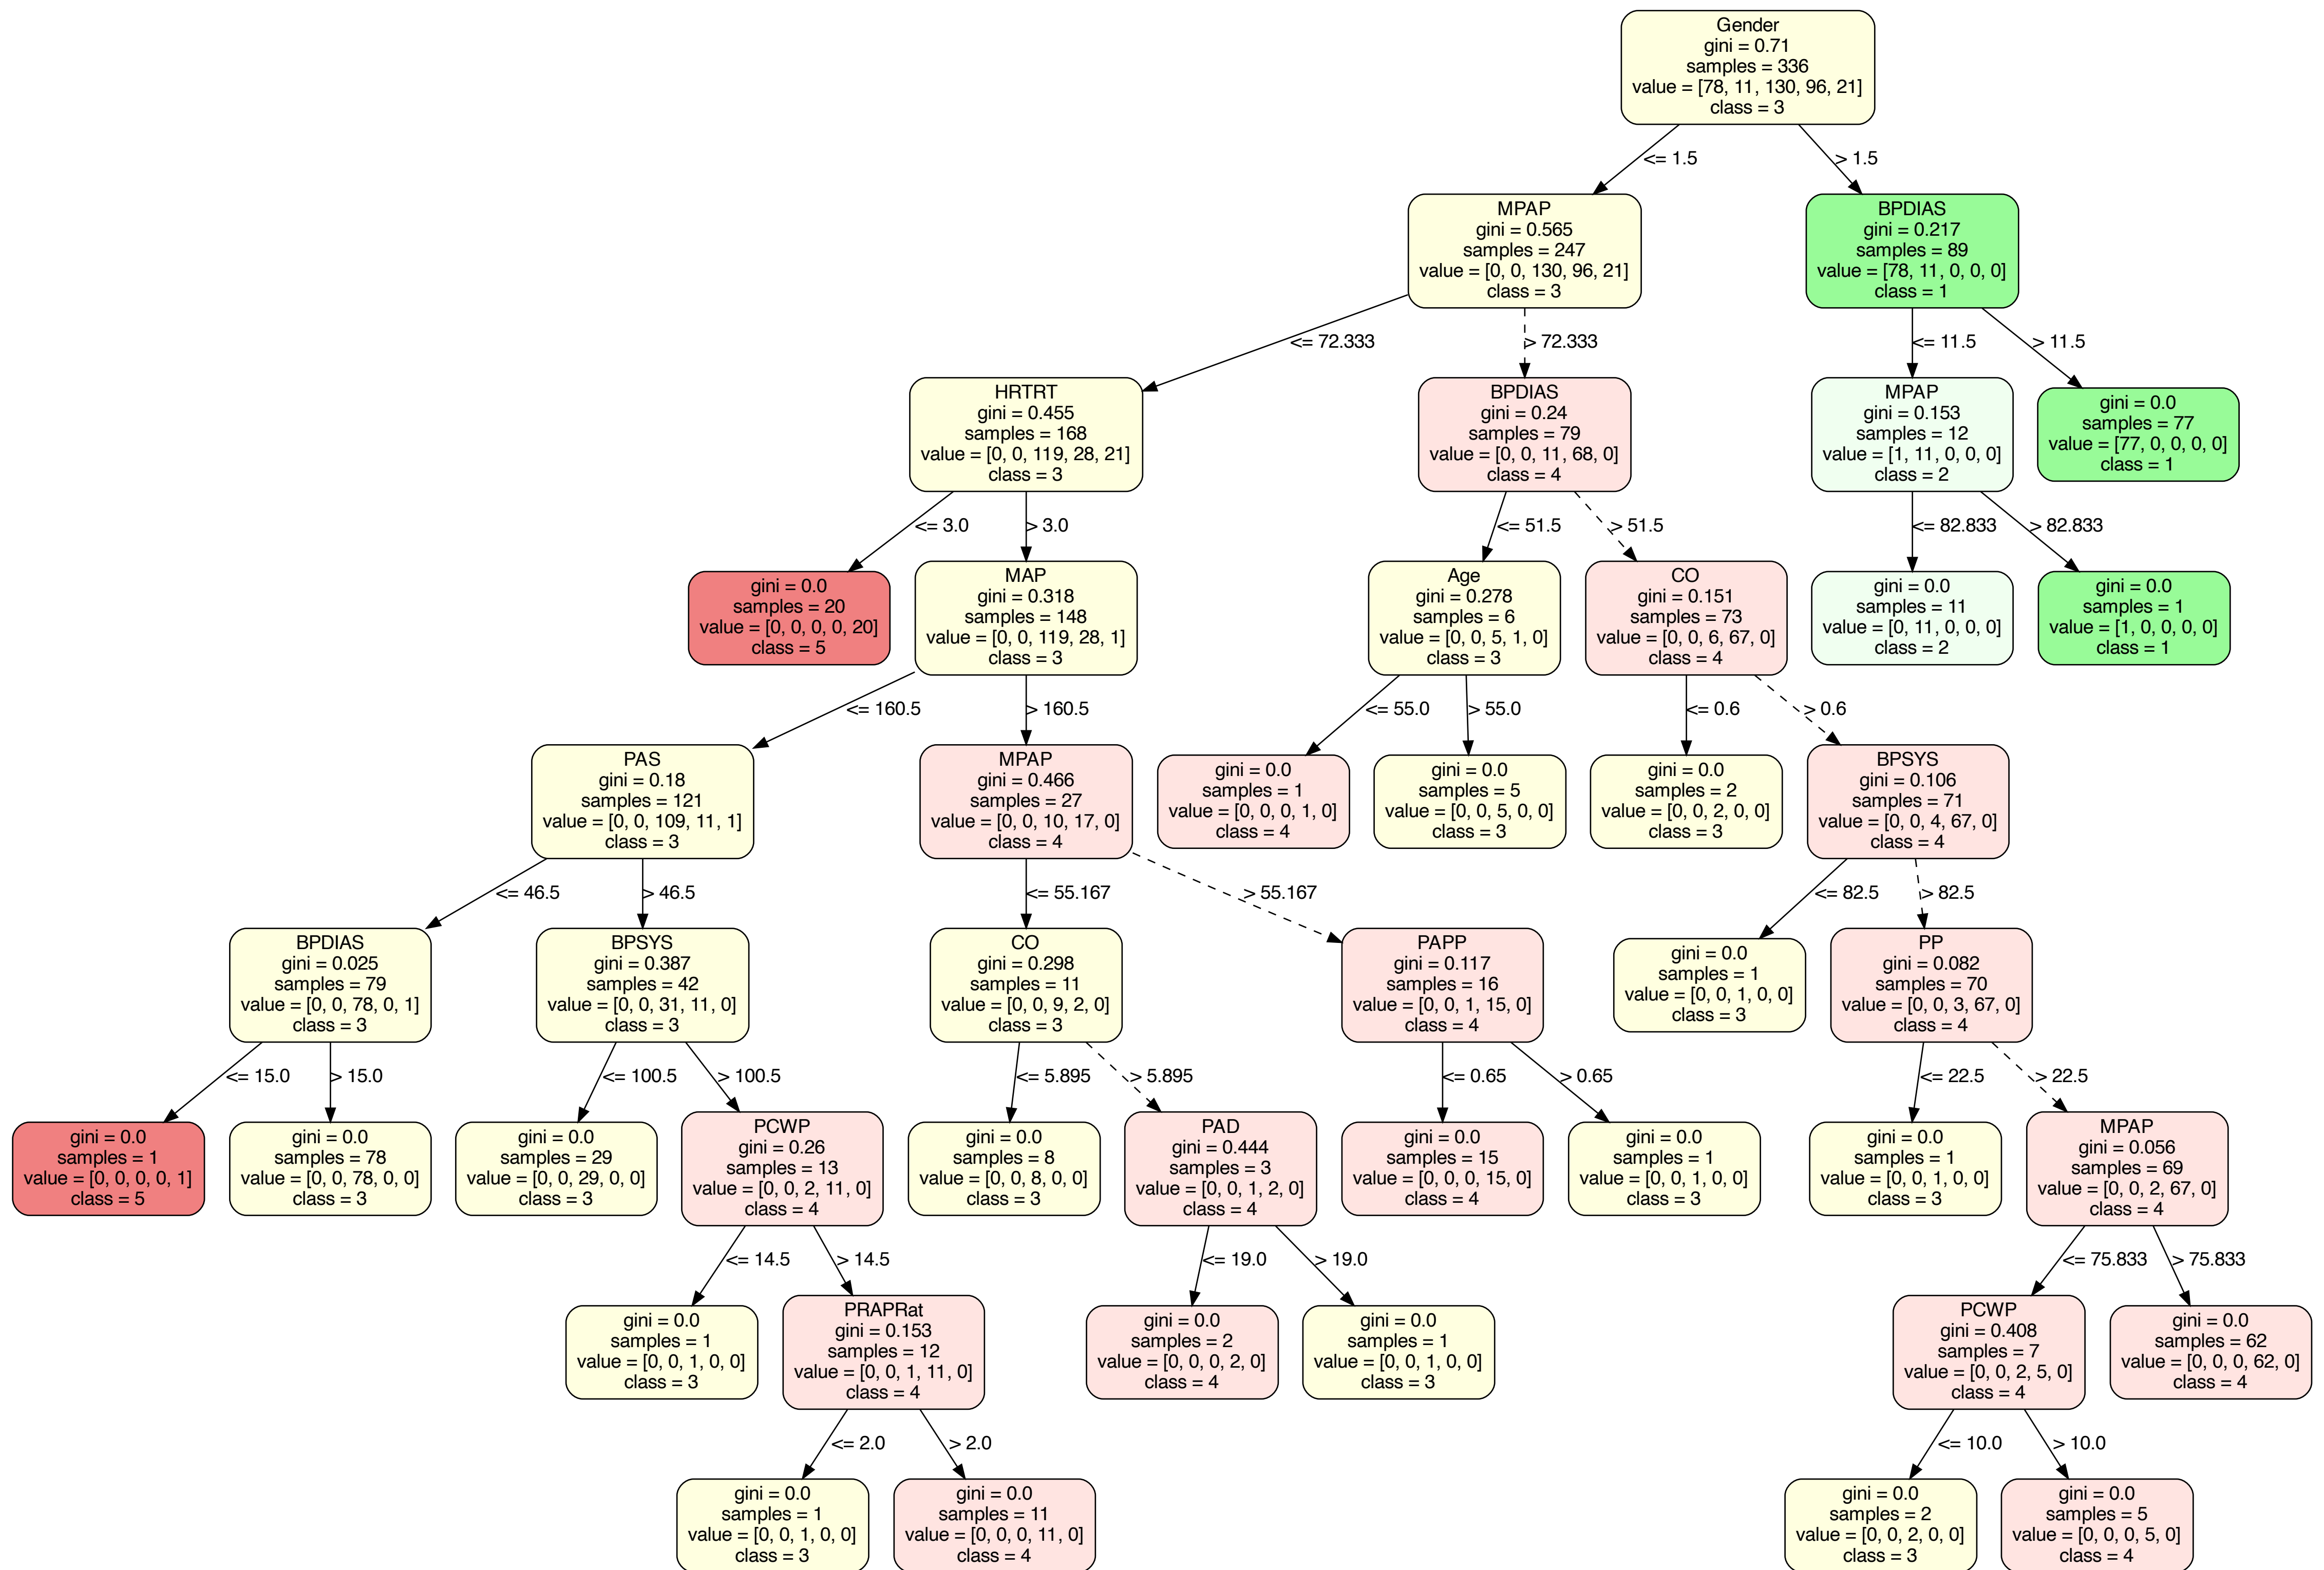 Gender
gini = 0.71
samples = 336
value = [78, 11, 130, 96, 21]
class = 3
<= 1.5
> 1.5
MPAP
gini = 0.565
samples = 247
value = [0, 0, 130, 96, 21]
class = 3
BPDIAS
gini = 0.217
samples = 89
value = [78, 11, 0, 0, 0]
class = 1
<= 72.333
> 72.333
<= 11.5
> 11.5
HRTRT
gini = 0.455
samples = 168
value = [0, 0, 119, 28, 21]
class = 3
BPDIAS
gini = 0.24
samples = 79
value = [0, 0, 11, 68, 0]
class = 4
MPAP
gini = 0.153
samples = 12
value = [1, 11, 0, 0, 0]
class = 2
gini = 0.0
samples = 77
value = [77, 0, 0, 0, 0]
class = 1
<= 3.0
> 3.0
<= 51.5
> 51.5
<= 82.833
> 82.833
gini = 0.0
samples = 20
value = [0, 0, 0, 0, 20]
class = 5
MAP
gini = 0.318
samples = 148
value = [0, 0, 119, 28, 1]
class = 3
Age
gini = 0.278
samples = 6
value = [0, 0, 5, 1, 0]
class = 3
CO
gini = 0.151
samples = 73
value = [0, 0, 6, 67, 0]
class = 4
gini = 0.0
samples = 11
value = [0, 11, 0, 0, 0]
class = 2
gini = 0.0
samples = 1
value = [1, 0, 0, 0, 0]
class = 1
<= 160.5
> 160.5
<= 55.0
> 55.0
<= 0.6
> 0.6
PAS
gini = 0.18
samples = 121
value = [0, 0, 109, 11, 1]
class = 3
MPAP
gini = 0.466
samples = 27
value = [0, 0, 10, 17, 0]
class = 4
gini = 0.0
samples = 1
value = [0, 0, 0, 1, 0]
class = 4
gini = 0.0
samples = 5
value = [0, 0, 5, 0, 0]
class = 3
gini = 0.0
samples = 2
value = [0, 0, 2, 0, 0]
class = 3
BPSYS
gini = 0.106
samples = 71
value = [0, 0, 4, 67, 0]
class = 4
<= 46.5
> 46.5
<= 55.167
> 55.167
<= 82.5
> 82.5
BPDIAS
gini = 0.025
samples = 79
value = [0, 0, 78, 0, 1]
class = 3
BPSYS
gini = 0.387
samples = 42
value = [0, 0, 31, 11, 0]
class = 3
CO
gini = 0.298
samples = 11
value = [0, 0, 9, 2, 0]
class = 3
PAPP
gini = 0.117
samples = 16
value = [0, 0, 1, 15, 0]
class = 4
gini = 0.0
samples = 1
value = [0, 0, 1, 0, 0]
class = 3
PP
gini = 0.082
samples = 70
value = [0, 0, 3, 67, 0]
class = 4
<= 15.0
> 15.0
<= 100.5
> 100.5
<= 5.895
> 5.895
<= 0.65
> 0.65
<= 22.5
> 22.5
gini = 0.0
samples = 1
value = [0, 0, 0, 0, 1]
class = 5
gini = 0.0
samples = 78
value = [0, 0, 78, 0, 0]
class = 3
gini = 0.0
samples = 29
value = [0, 0, 29, 0, 0]
class = 3
PCWP
gini = 0.26
samples = 13
value = [0, 0, 2, 11, 0]
class = 4
gini = 0.0
samples = 8
value = [0, 0, 8, 0, 0]
class = 3
PAD
gini = 0.444
samples = 3
value = [0, 0, 1, 2, 0]
class = 4
gini = 0.0
samples = 15
value = [0, 0, 0, 15, 0]
class = 4
gini = 0.0
samples = 1
value = [0, 0, 1, 0, 0]
class = 3
gini = 0.0
samples = 1
value = [0, 0, 1, 0, 0]
class = 3
MPAP
gini = 0.056
samples = 69
value = [0, 0, 2, 67, 0]
class = 4
<= 14.5
> 14.5
<= 19.0
> 19.0
<= 75.833
> 75.833
gini = 0.0
samples = 1
value = [0, 0, 1, 0, 0]
class = 3
PRAPRat
gini = 0.153
samples = 12
value = [0, 0, 1, 11, 0]
class = 4
gini = 0.0
samples = 2
value = [0, 0, 0, 2, 0]
class = 4
gini = 0.0
samples = 1
value = [0, 0, 1, 0, 0]
class = 3
PCWP
gini = 0.408
samples = 7
value = [0, 0, 2, 5, 0]
class = 4
gini = 0.0
samples = 62
value = [0, 0, 0, 62, 0]
class = 4
<= 2.0
> 2.0
<= 10.0
> 10.0
gini = 0.0
samples = 1
value = [0, 0, 1, 0, 0]
class = 3
gini = 0.0
samples = 11
value = [0, 0, 0, 11, 0]
class = 4
gini = 0.0
samples = 2
value = [0, 0, 2, 0, 0]
class = 3
gini = 0.0
samples = 5
value = [0, 0, 0, 5, 0]
class = 4